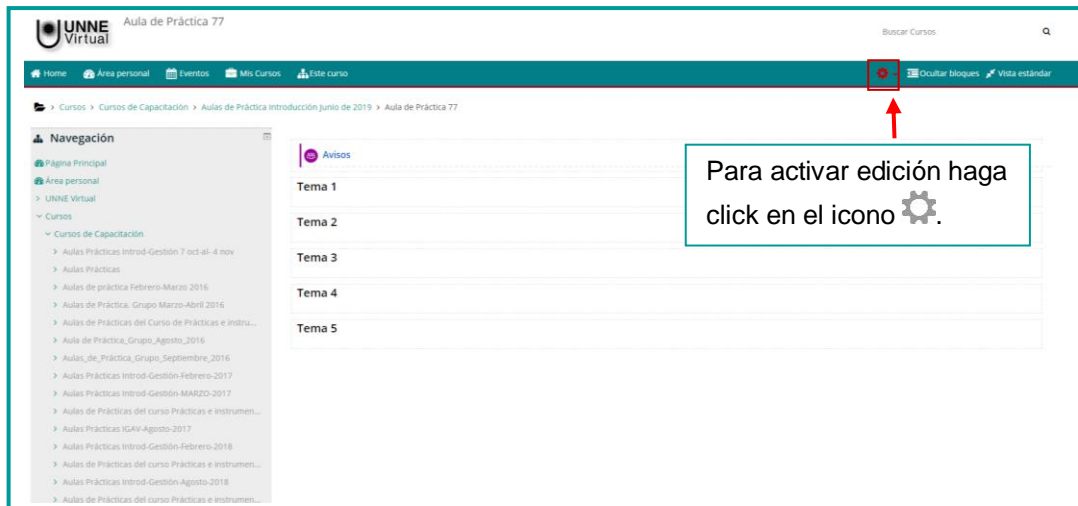 UNNE
Virtual
Aula de Práctica 77
Buscar Cursos
Home Área personal Eventos Mis Cursos Este curso Ocultar bloques Vista estándar
> Cursos > Cursos de Capacitación > Aulas de Práctica Introducción Junio de 2019 > Aula de Práctica 77
Navegación
Página Principal
Área personal
> UNNE Virtual
Cursos
Cursos de Capacitación
> Aulas Prácticas Introd-Gestión 7 oct-al- 4 nov
> Aulas Prácticas
> Aulas de práctica Febrero-Marzo 2016
> Aulas de Práctica. Grupo Marzo-Abril 2016
> Aulas de Prácticas del Curso de Prácticas e instru...
> Aula de Práctica_Grupo_Agosto_2016
> Aulas_de_Práctica_Grupo_Septiembre_2016
> Aulas Prácticas Introd-Gestión-Febrero-2017
> Aulas Prácticas Introd-Gestión-MARZO-2017
> Aulas de Prácticas del curso Prácticas e instrumen...
> Aulas Prácticas IGAV-Agosto-2017
> Aulas Prácticas Introd-Gestión-Febrero-2018
> Aulas de Prácticas del curso Prácticas e instrumen...
> Aulas Prácticas Introd-Gestión-Agosto-2018
> Aulas de Prácticas del curso Prácticas e instrumen...
Avisos
Tema 1
Tema 2
Tema 3
Tema 4
Tema 5
Para activar edición haga
click en el icono .